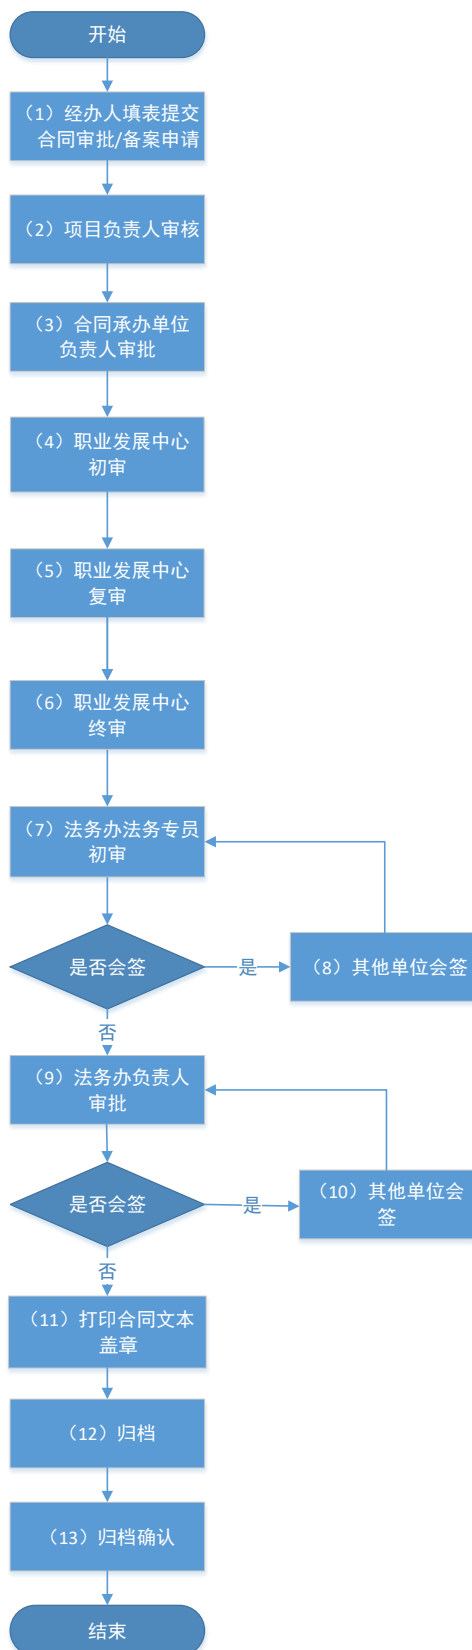 开始
（1）经办人填表提交
合同审批/备案申请
（2）项目负责人审核
（3）合同承办单位
负责人审批
（4）职业发展中心
初审
（5）职业发展中心
复审
（6）职业发展中心
终审
（7）法务办法务专员
初审
是否会签
是
（8）其他单位会签
否
（9）法务办负责人
审批
是否会签
是
（10）其他单位会
签
否
（11）打印合同文本
盖章
（12）归档
（13）归档确认
结束